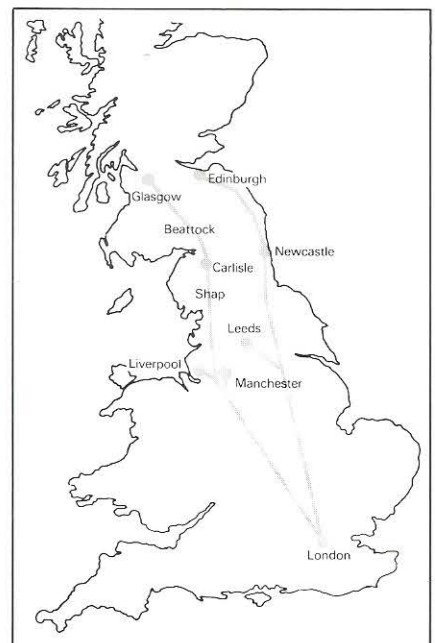 Edinburgh
Glasgow
Beattock
Newcastle
Carlisle
Shap
Leeds
Liverpool
Manchester
London